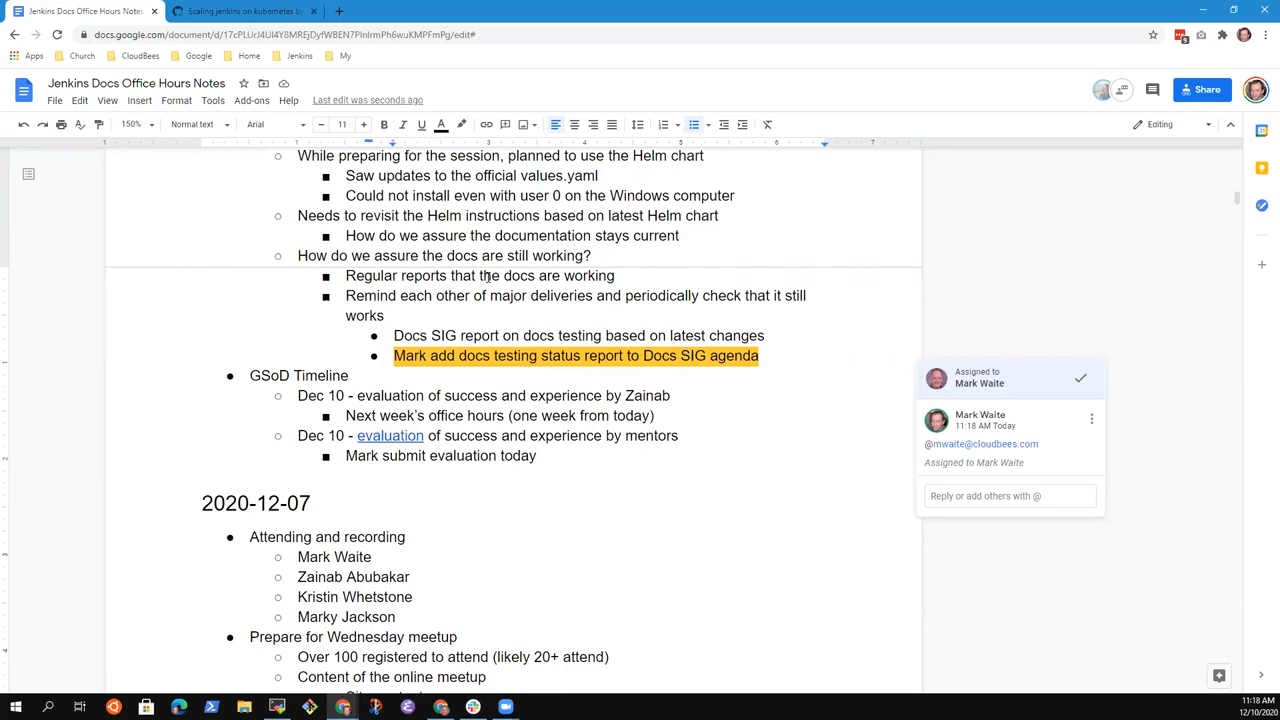 Jenkins Docs Office Hours Notes
Scaling jenkins on kubernetes b
docs.google.com/document/d/17cPLUrJ4Ul4Y8MREjDyfWBEN7PInIrmPh6wuKMPFmPg/edit#
Apps
Church
CloudBees
Google
Home
Jenkins
My
Jenkins Docs Office Hours Notes
File Edit View Insert Format Tools Add-ons Help Last edit was seconds ago
Share
150% Normal text Arial 11 Editing
1 1 2 3 4 5 6 7
While preparing for the session, planned to use the Helm chart
Saw updates to the official values.yaml
Could not install even with user 0 on the Windows computer
Needs to revisit the Helm instructions based on latest Helm chart
How do we assure the documentation stays current
How do we assure the docs are still working?
Regular reports that the docs are working
Remind each other of major deliveries and periodically check that it still
works
Docs SIG report on docs testing based on latest changes
Mark add docs testing status report to Docs SIG agenda
GSoD Timeline
Dec 10 - evaluation of success and experience by Zainab
Next week's office hours (one week from today)
Dec 10 - evaluation of success and experience by mentors
Mark submit evaluation today
Assigned to
Mark Waite
Mark Waite
11:18 AM Today
@mwaite@cloudbees.com
Assigned to Mark Waite
Reply or add others with @
2020-12-07
Attending and recording
Mark Waite
Zainab Abubakar
Kristin Whetstone
Marky Jackson
Prepare for Wednesday meetup
Over 100 registered to attend (likely 20+ attend)
Content of the online meetup
11:18 AM
12/10/2020